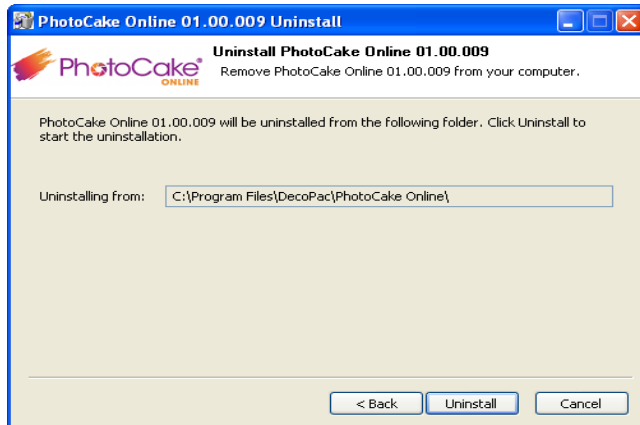 PhotoCake Online 01.00.009 Uninstall
Uninstall PhotoCake Online 01.00.009
Remove PhotoCake Online 01.00.009 from your computer.
PhotoCake®
ONLINE
PhotoCake Online 01.00.009 will be uninstalled from the following folder. Click Uninstall to
start the uninstallation.
Uninstalling from: C:\Program Files\DecoPac\PhotoCake Online\
< Back Uninstall Cancel